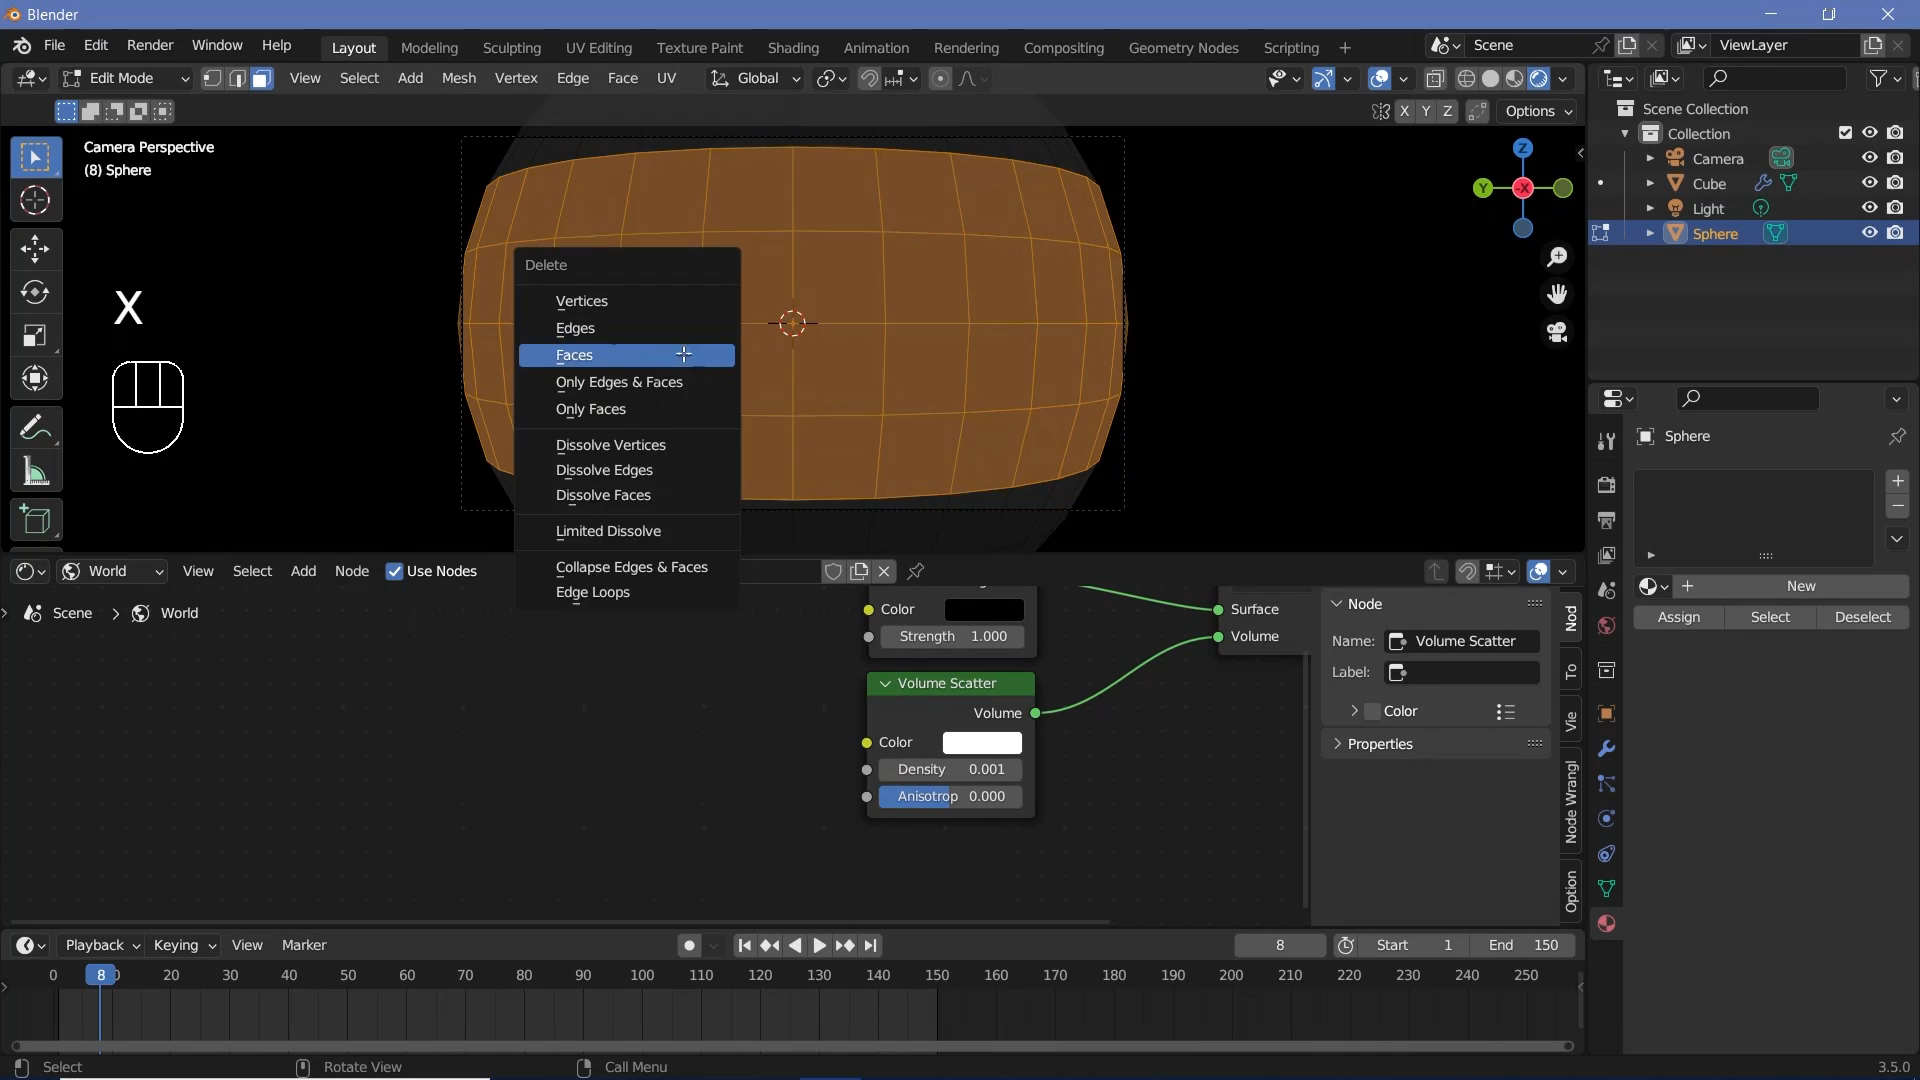 Blender
File Edit Render Window Help
Layout Modeling Sculpting UV Editing Texture Paint Shading Animation Rendering Compositing Geometry Nodes Scripting +
Scene
ViewLayer
Edit Mode
View Select Add Mesh Vertex Edge Face UV
Global
X Y Z
Options
Camera Perspective
(8) Sphere
Z
Y
-X
Scene Collection
Collection
Camera
Cube
Light
Sphere
X
Delete
Vertices
Edges
Faces
Only Edges & Faces
Only Faces
Dissolve Vertices
Dissolve Edges
Dissolve Faces
Limited Dissolve
Collapse Edges & Faces
Edge Loops
Sphere
New
Assign Select Deselect
World
View Select Add Node Use Nodes
Scene > World
Color
Strength 1.000
Surface
Volume
Volume Scatter
Volume
Color
Density 0.001
Anisotrop 0.000
Node
Name: Volume Scatter
Label:
Color
Properties
Nod
To
Vie
Node Wrangl
Option
Playback Keying View Marker
8
Start 1
End 150
0 8 20 30 40 50 60 70 80 90 100 110 120 130 140 150 160 170 180 190 200 210 220 230 240 250
Select
Rotate View
Call Menu
3.5.0